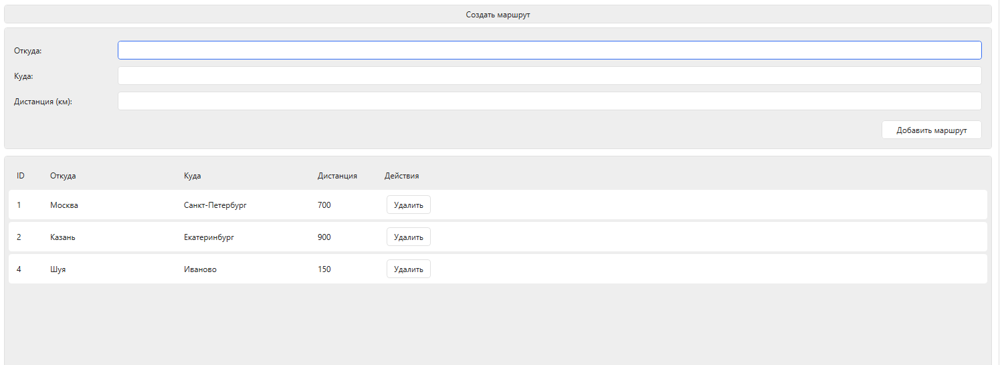 Создать маршрут
Откуда:
Куда:
Дистанция (км):
Добавить маршрут
ID Откуда Куда Дистанция Действия
1 Москва Санкт-Петербург 700 Удалить
2 Казань Екатеринбург 900 Удалить
4 Шуя Иваново 150 Удалить